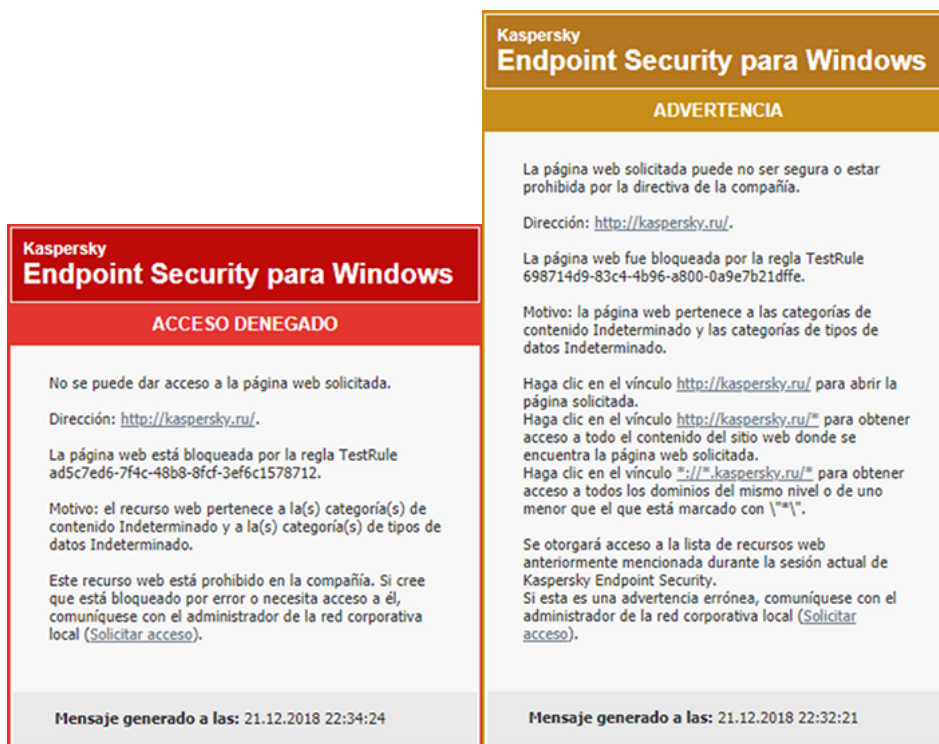 Kaspersky
Endpoint Security para Windows
ACCESO DENEGADO
No se puede dar acceso a la página web solicitada.
Dirección: http://kaspersky.ru/.
La página web está bloqueada por la regla TestRule
ad5c7ed6-7f4c-48b8-8fcf-3ef6c1578712.
Motivo: el recurso web pertenece a la(s) categoría(s) de
contenido Indeterminado y a la(s) categoría(s) de tipos de
datos Indeterminado.
Este recurso web está prohibido en la compañía. Si cree
que está bloqueado por error o necesita acceso a él,
comuníquese con el administrador de la red corporativa
local (Solicitar acceso).
Mensaje generado a las: 21.12.2018 22:34:24
Kaspersky
Endpoint Security para Windows
ADVERTENCIA
La página web solicitada puede no ser segura o estar
prohibida por la directiva de la compañía.
Dirección: http://kaspersky.ru/.
La página web fue bloqueada por la regla TestRule
698714d9-83c4-4b96-a800-0a9e7b21dffe.
Motivo: la página web pertenece a las categorías de
contenido Indeterminado y las categorías de tipos de
datos Indeterminado.
Haga clic en el vínculo http://kaspersky.ru/ para abrir la
página solicitada.
Haga clic en el vínculo http://kaspersky.ru/* para obtener
acceso a todo el contenido del sitio web donde se
encuentra la página web solicitada.
Haga clic en el vínculo *://*.kaspersky.ru/* para obtener
acceso a todos los dominios del mismo nivel o de uno
menor que el que está marcado con \"*\".
Se otorgará acceso a la lista de recursos web
anteriormente mencionada durante la sesión actual de
Kaspersky Endpoint Security.
Si esta es una advertencia errónea, comuníquese con el
administrador de la red corporativa local (Solicitar
acceso).
Mensaje generado a las: 21.12.2018 22:32:21